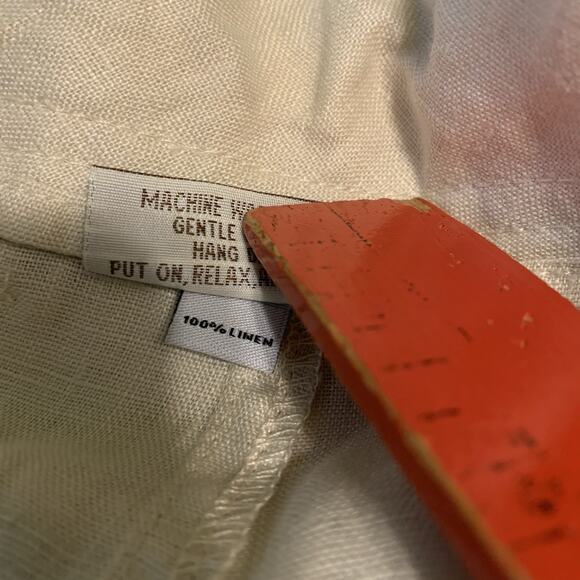 MACHINE
GENTLE
HANG
PUT ON, RELAX,
100% LINEN